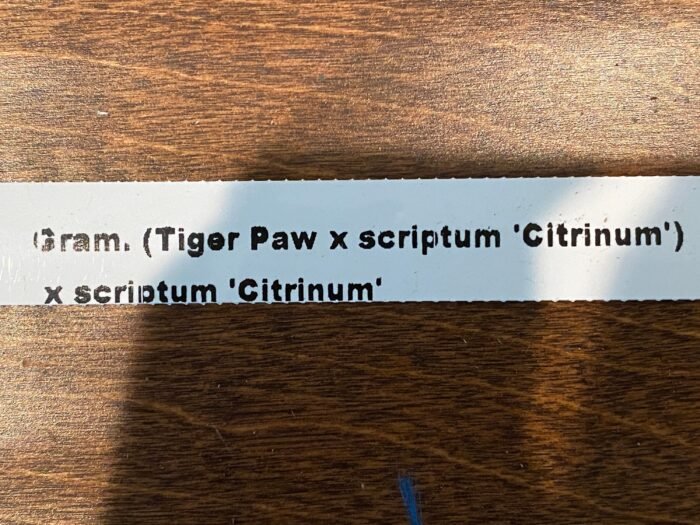 Gram. (Tiger Paw x scriptum 'Citrinum')
x scriptum 'Citrinum'